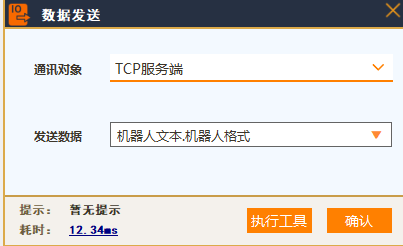 数据发送
通讯对象
TCP服务端
发送数据
机器人文本.机器人格式
提示: 暂无提示
耗时: 12.34ms
执行工具
确认